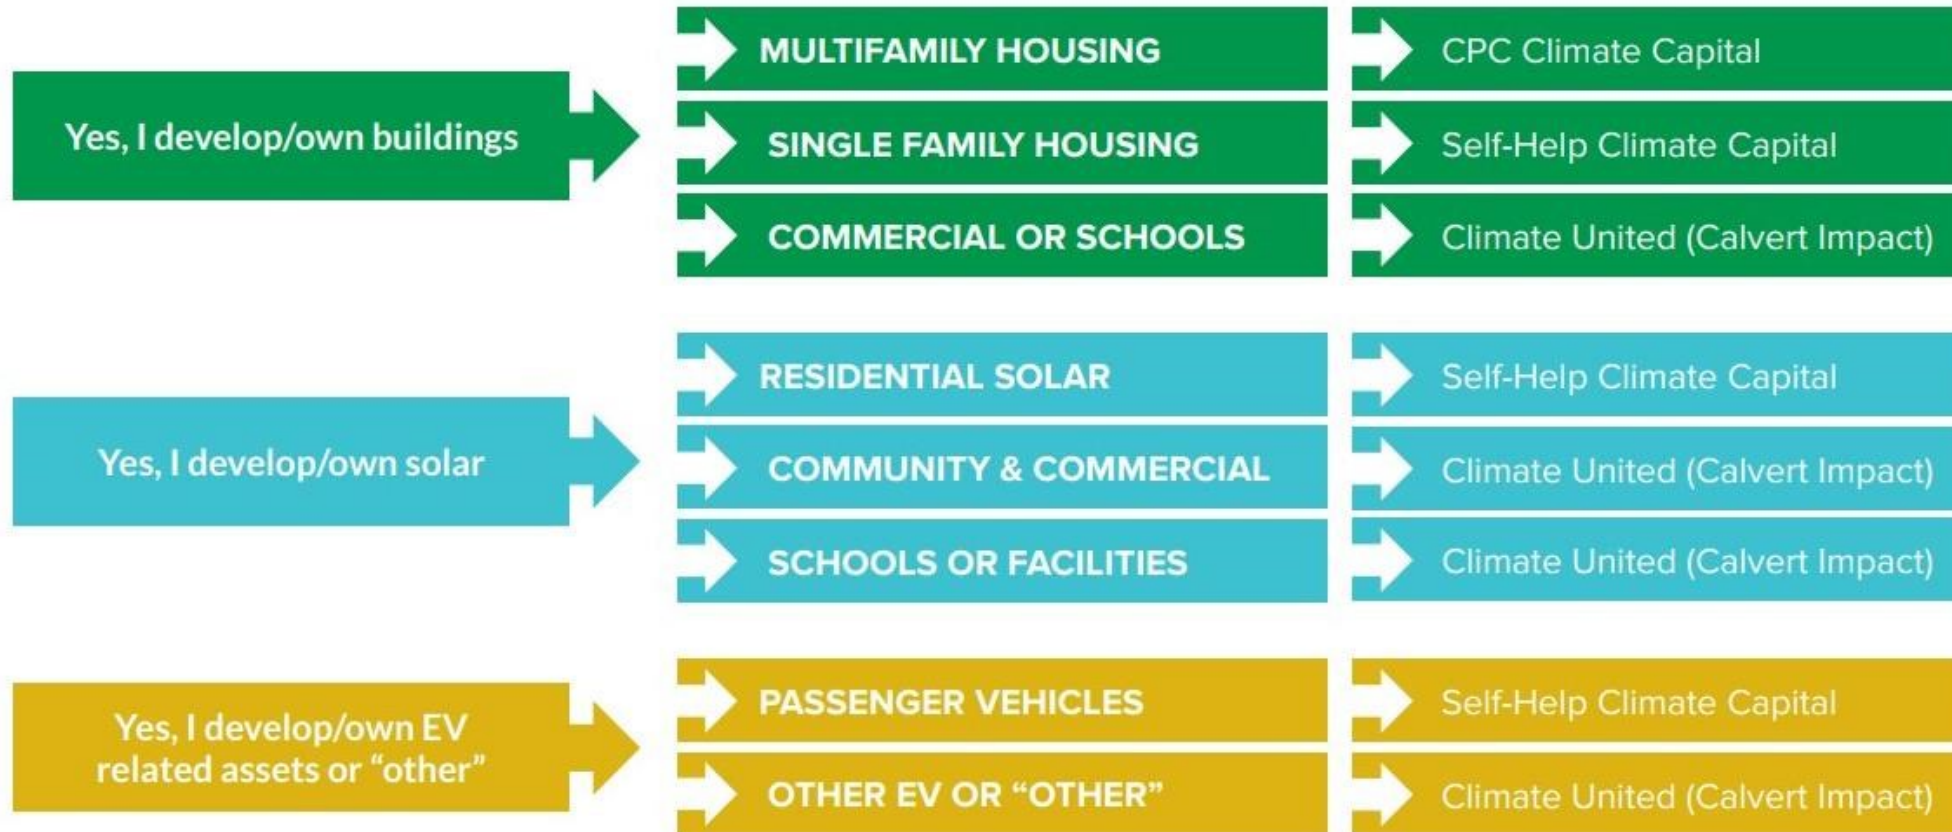 Yes, I develop/own buildings
MULTIFAMILY HOUSING
CPC Climate Capital
SINGLE FAMILY HOUSING
Self-Help Climate Capital
COMMERCIAL OR SCHOOLS
Climate United (Calvert Impact)
Yes, I develop/own solar
RESIDENTIAL SOLAR
Self-Help Climate Capital
COMMUNITY & COMMERCIAL
Climate United (Calvert Impact)
SCHOOLS OR FACILITIES
Climate United (Calvert Impact)
Yes, I develop/own EV
related assets or “other”
PASSENGER VEHICLES
Self-Help Climate Capital
OTHER EV OR “OTHER”
Climate United (Calvert Impact)